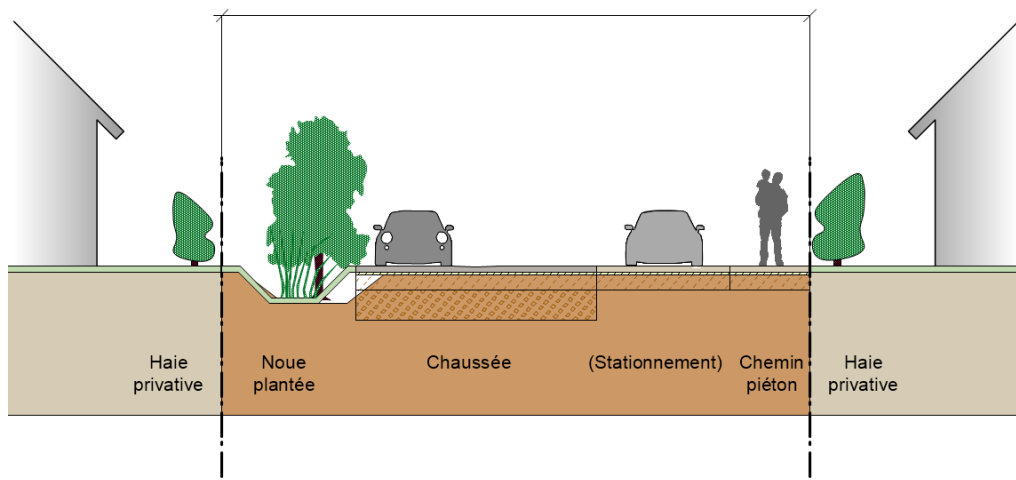 Haie
privative
Noue
plantée
Chaussée
(Stationnement)
Chemin
piéton
Haie
privative